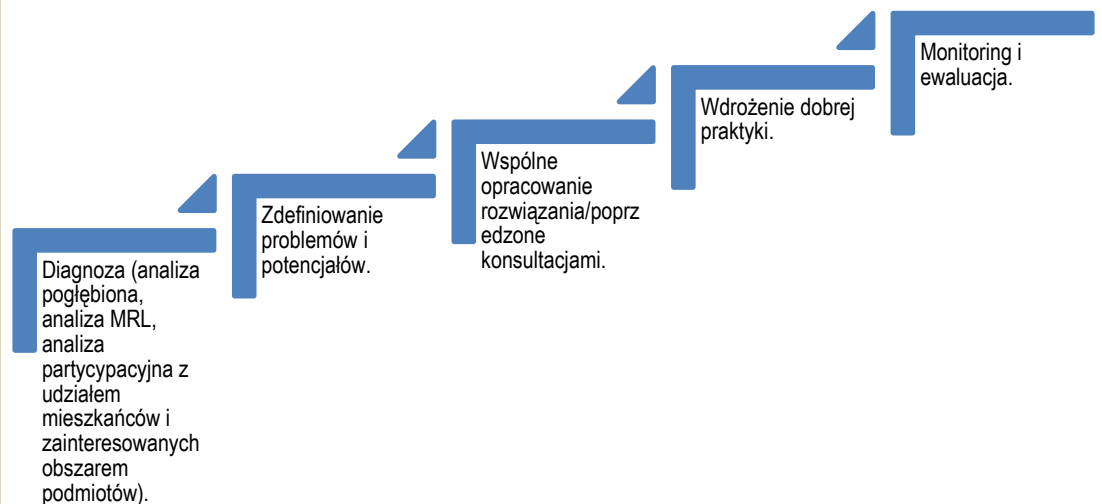 Diagnoza (analiza
pogłębiona,
analiza MRL,
analiza
partycypacyjna z
udziałem
mieszkańców i
zainteresowanych
obszarem
podmiotów).
Zdefiniowanie
problemów i
potencjałów.
Wspólne
opracowanie
rozwiązania/poprz
edzone
konsultacjami.
Wdrożenie dobrej
praktyki.
Monitoring i
ewaluacja.